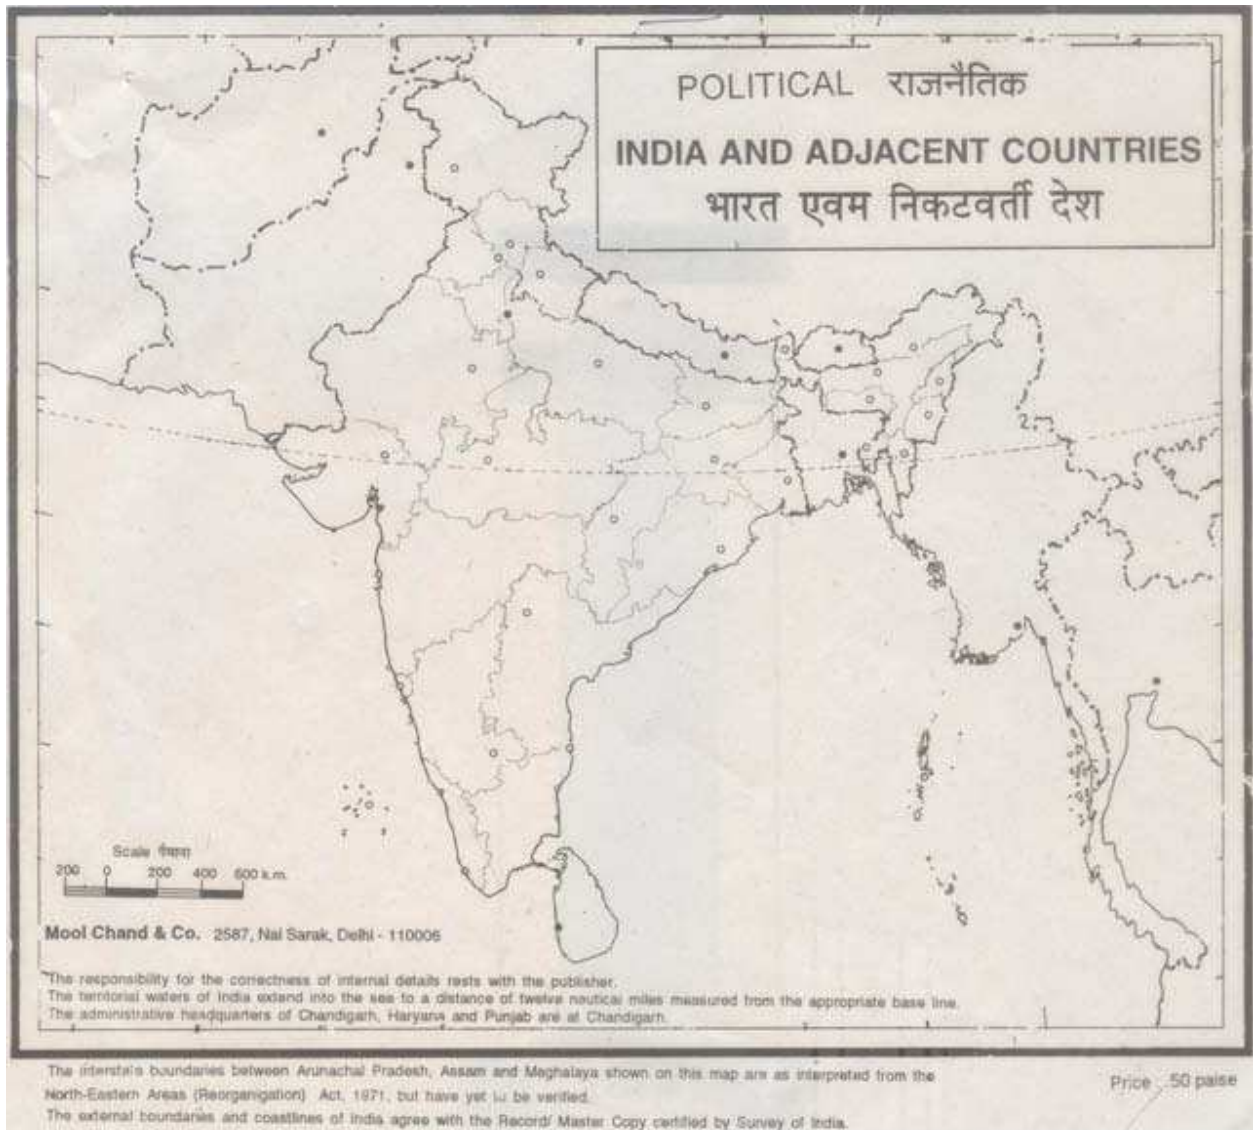 POLITICAL राजनैतिक
INDIA AND ADJACENT COUNTRIES
भारत एवम निकटवर्ती देश
Scale पैमाना
200 0 200 400 600 k.m.
Mool Chand & Co. 2587, Nai Sarak, Delhi - 110006
The responsibility for the correctness of internal details rests with the publisher.
The territorial waters of India extend into the sea to a distance of twelve nautical miles measured from the appropriate base line.
The administrative headquarters of Chandigarh, Haryana and Punjab are at Chandigarh.
The interstate boundaries between Arunachal Pradesh, Assam and Meghalaya shown on this map are as interpreted from the
North-Eastern Areas (Reorganigation) Act, 1971, but have yet to be verified.
The external boundaries and coastlines of India agree with the Record/ Master Copy certified by Survey of India.
Price : .50 paise